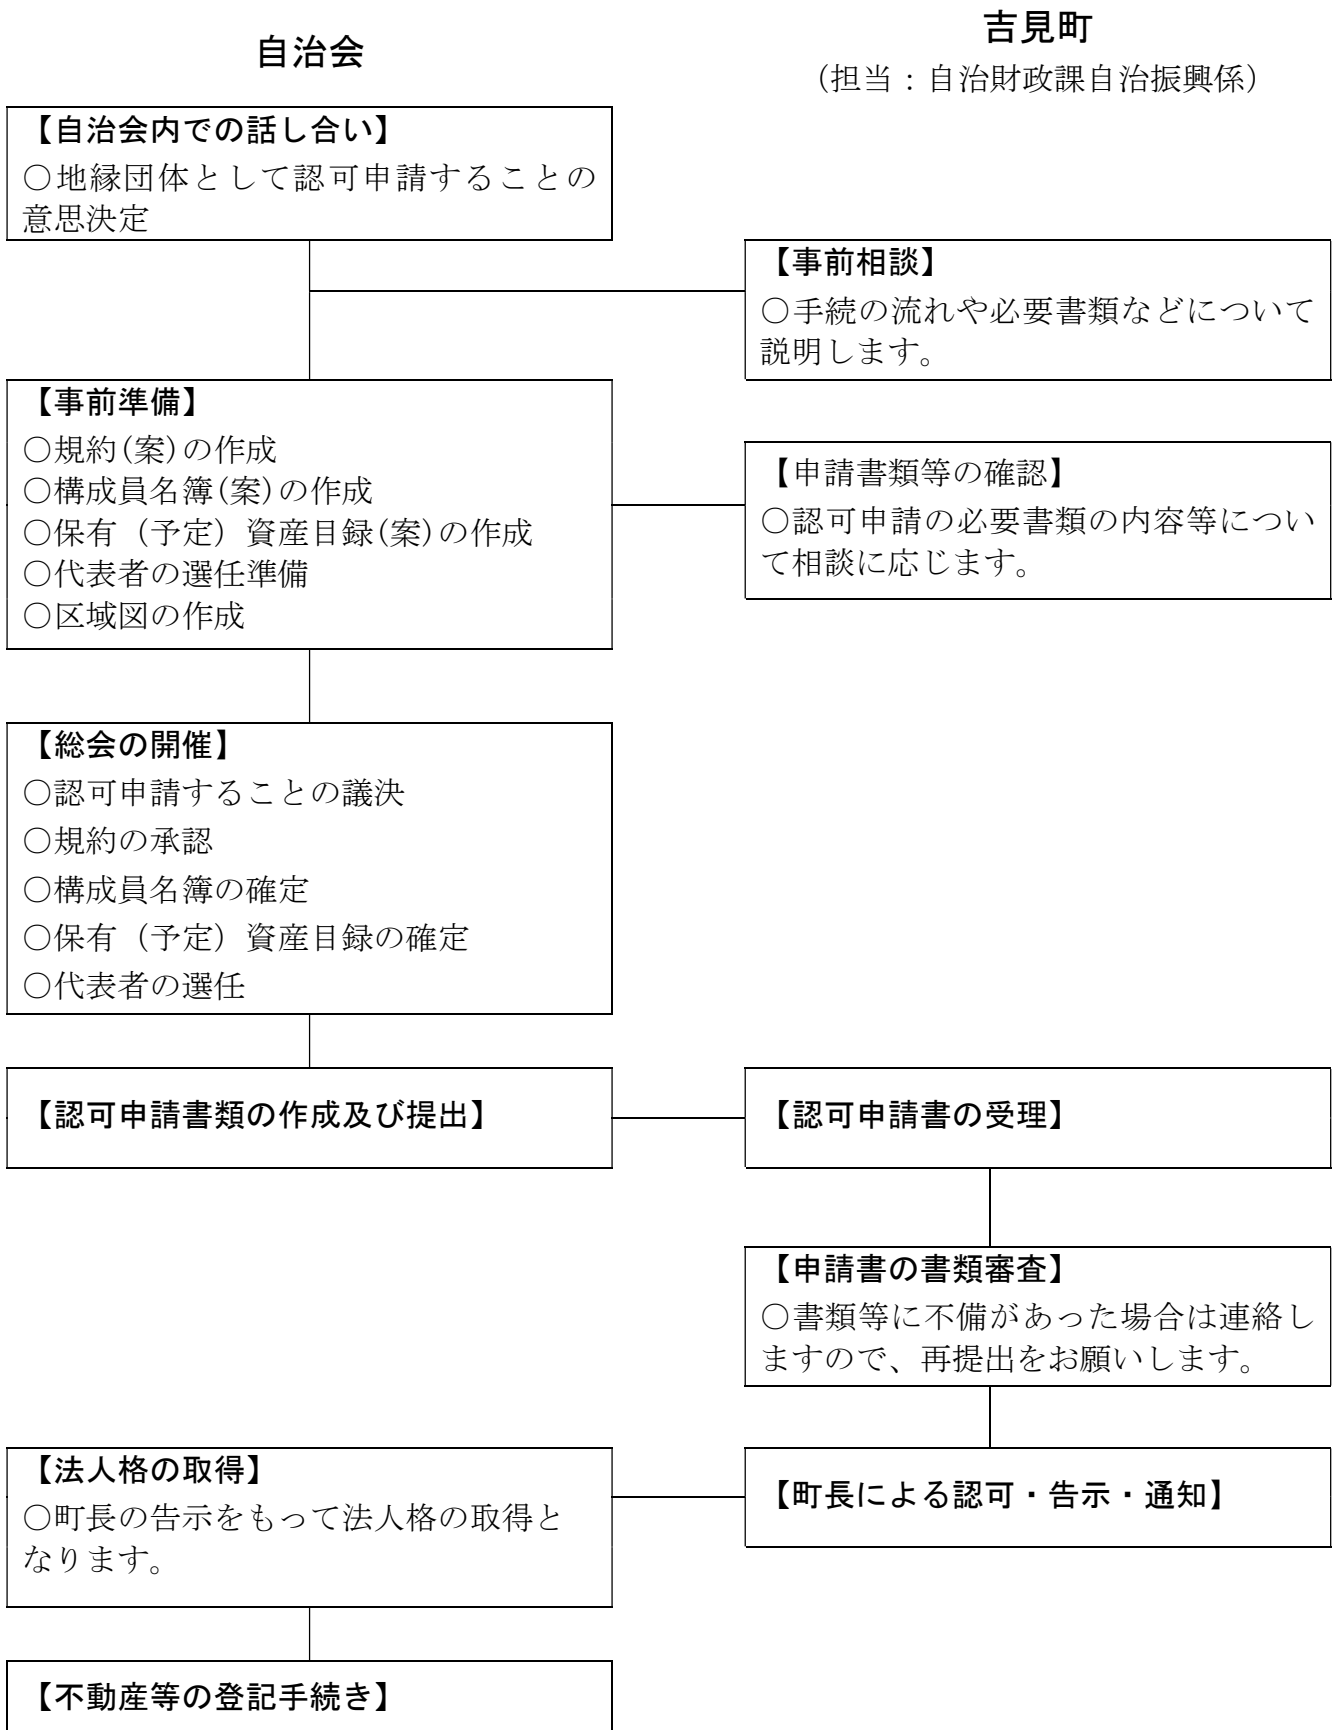 自治会
吉見町
（担当：自治財政課自治振興係）
【自治会内での話し合い】
○地縁団体として認可申請することの
意思決定
【事前相談】
○手続の流れや必要書類などについて
説明します。
【事前準備】
○規約(案)の作成
○構成員名簿(案)の作成
○保有（予定）資産目録(案)の作成
○代表者の選任準備
○区域図の作成
【申請書類等の確認】
○認可申請の必要書類の内容等につい
て相談に応じます。
【総会の開催】
○認可申請することの議決
○規約の承認
○構成員名簿の確定
○保有（予定）資産目録の確定
○代表者の選任
【認可申請書類の作成及び提出】
【認可申請書の受理】
【申請書の書類審査】
○書類等に不備があった場合は連絡し
ますので、再提出をお願いします。
【法人格の取得】
○町長の告示をもって法人格の取得と
なります。
【町長による認可・告示・通知】
【不動産等の登記手続き】